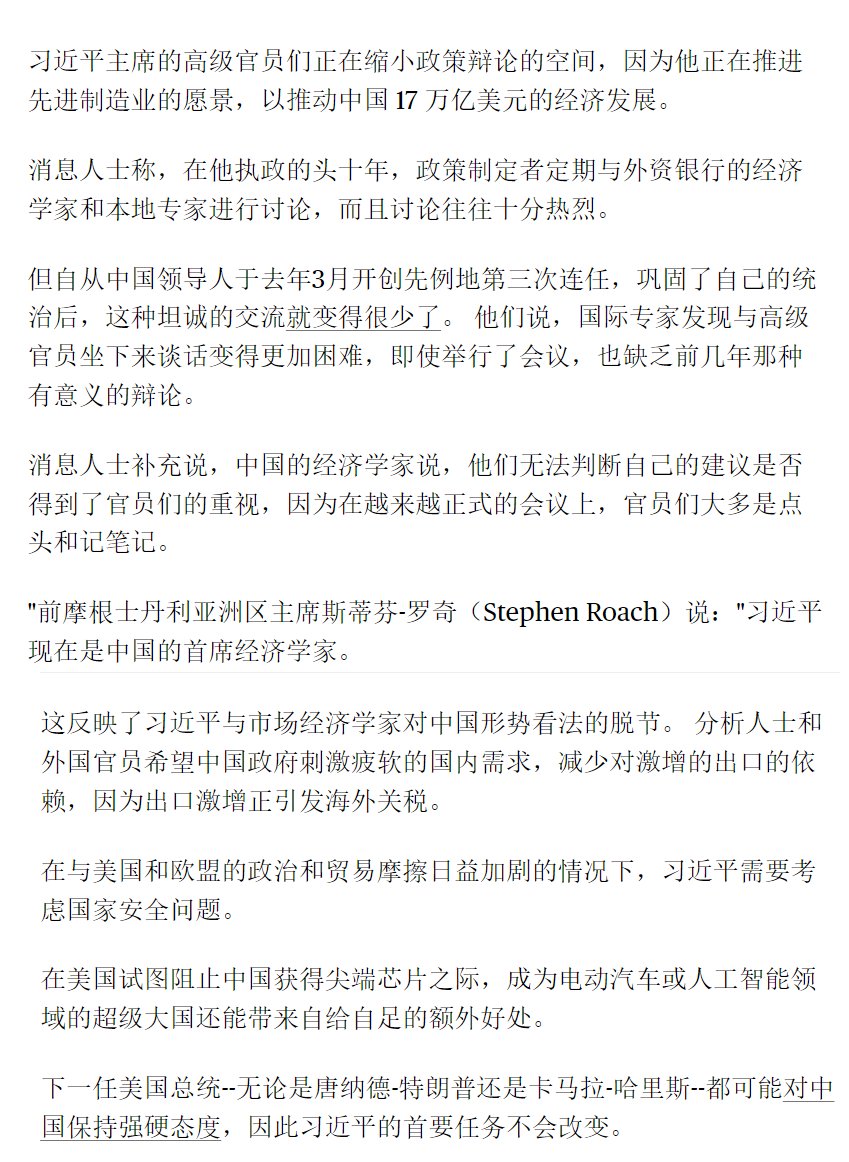 习近平主席的高级官员们正在缩小政策辩论的空间，因为他正在推进
先进制造业的愿景，以推动中国 17 万亿美元的经济发展。
消息人士称，在他执政的头十年，政策制定者定期与外资银行的经济
学家和本地专家进行讨论，而且讨论往往十分热烈。
但自从中国领导人于去年3月开创先例地第三次连任，巩固了自己的统
治后，这种坦诚的交流就变得很少了。 他们说，国际专家发现与高级
官员坐下来谈话变得更加困难，即使举行了会议，也缺乏前几年那种
有意义的辩论。
消息人士补充说，中国的经济学家说，他们无法判断自己的建议是否
得到了官员们的重视，因为在越来越正式的会议上，官员们大多是点
头和记笔记。
"前摩根士丹利亚洲区主席斯蒂芬-罗奇（Stephen Roach）说："习近平
现在是中国的首席经济学家。
这反映了习近平与市场经济学家对中国形势看法的脱节。 分析人士和
外国官员希望中国政府刺激疲软的国内需求，减少对激增的出口的依
赖，因为出口激增正引发海外关税。
在与美国和欧盟的政治和贸易摩擦日益加剧的情况下，习近平需要考
虑国家安全问题。
在美国试图阻止中国获得尖端芯片之际，成为电动汽车或人工智能领
域的超级大国还能带来自给自足的额外好处。
下一任美国总统--无论是唐纳德-特朗普还是卡马拉-哈里斯--都可能对中
国保持强硬态度，因此习近平的首要任务不会改变。